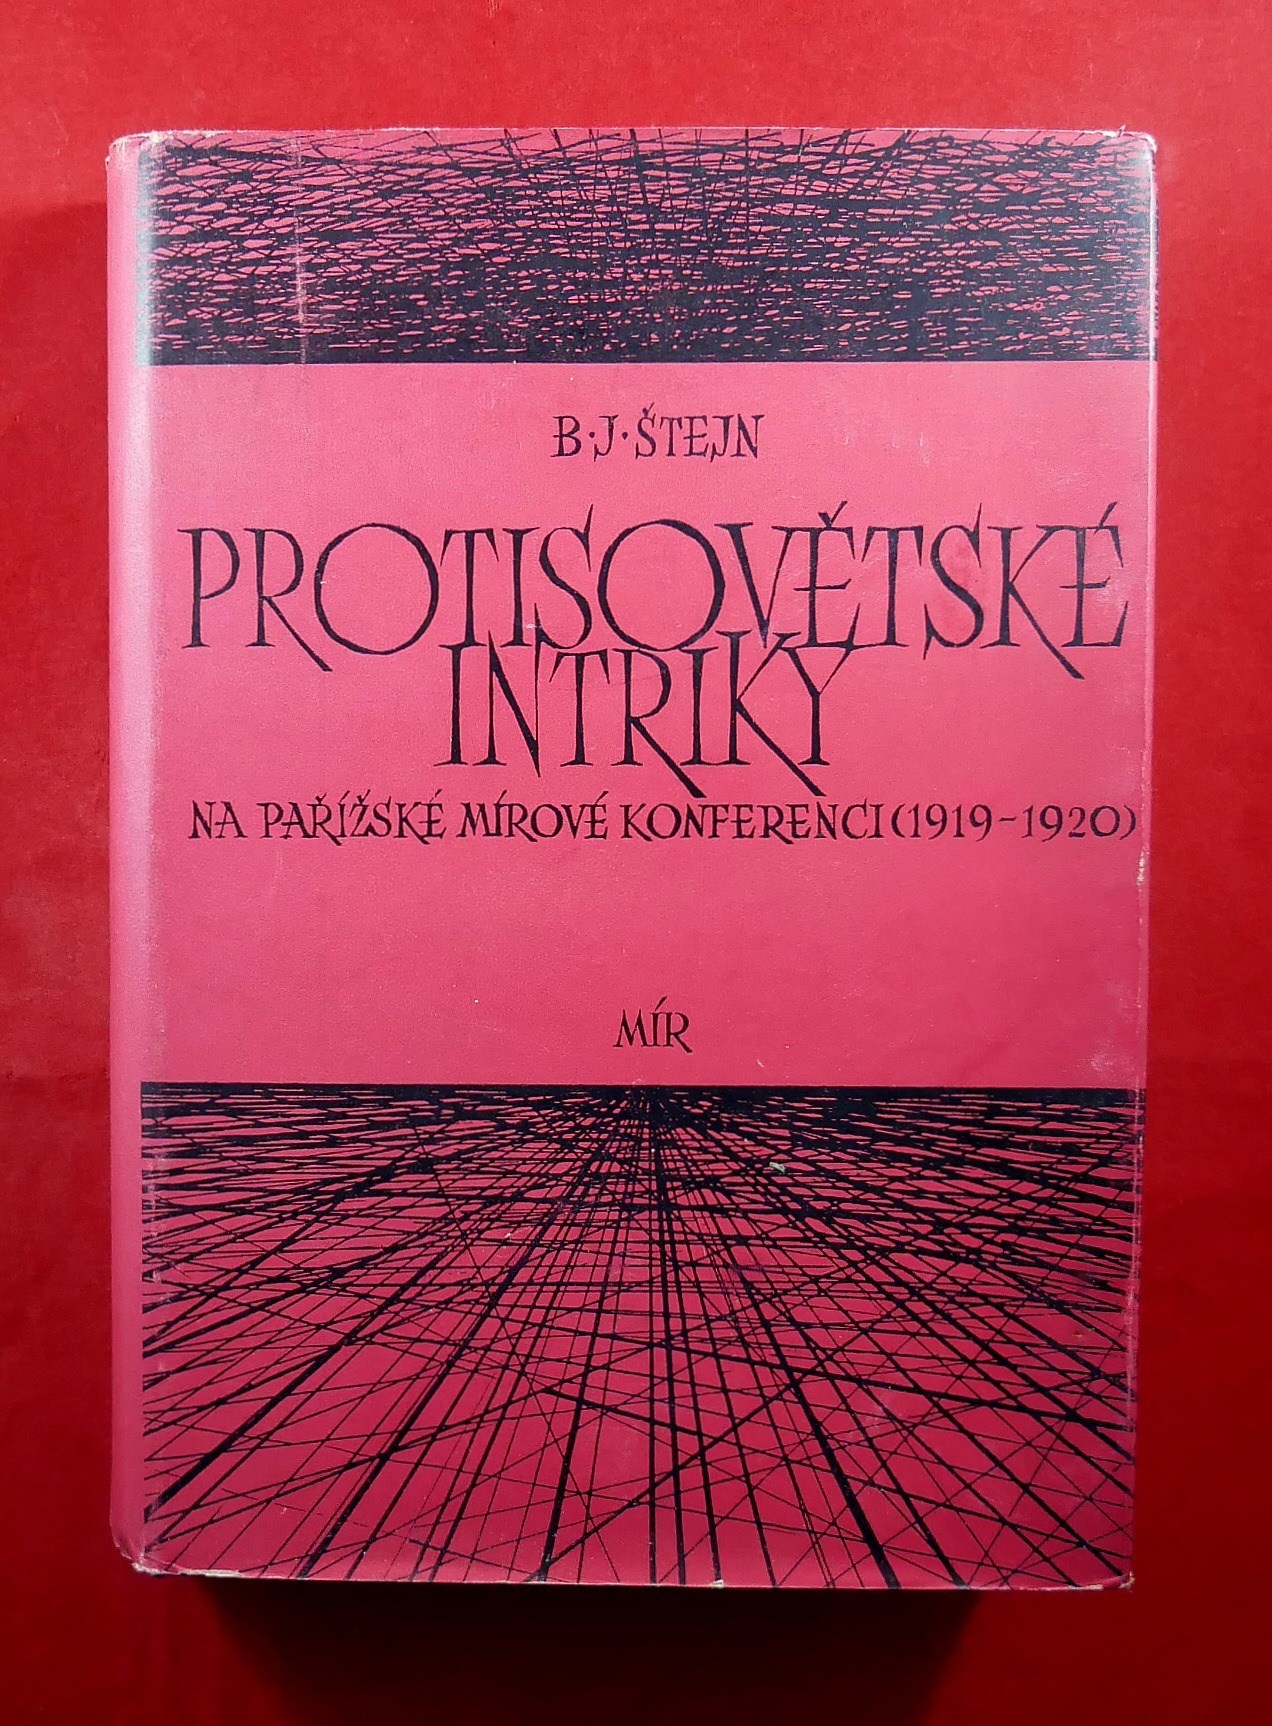 B·J·ŠTEJN
PROTISOVĚTSKÉ
INTRIKY
NA PAŘÍŽSKÉ MÍROVÉ KONFERENCI (1919-1920)
MÍR